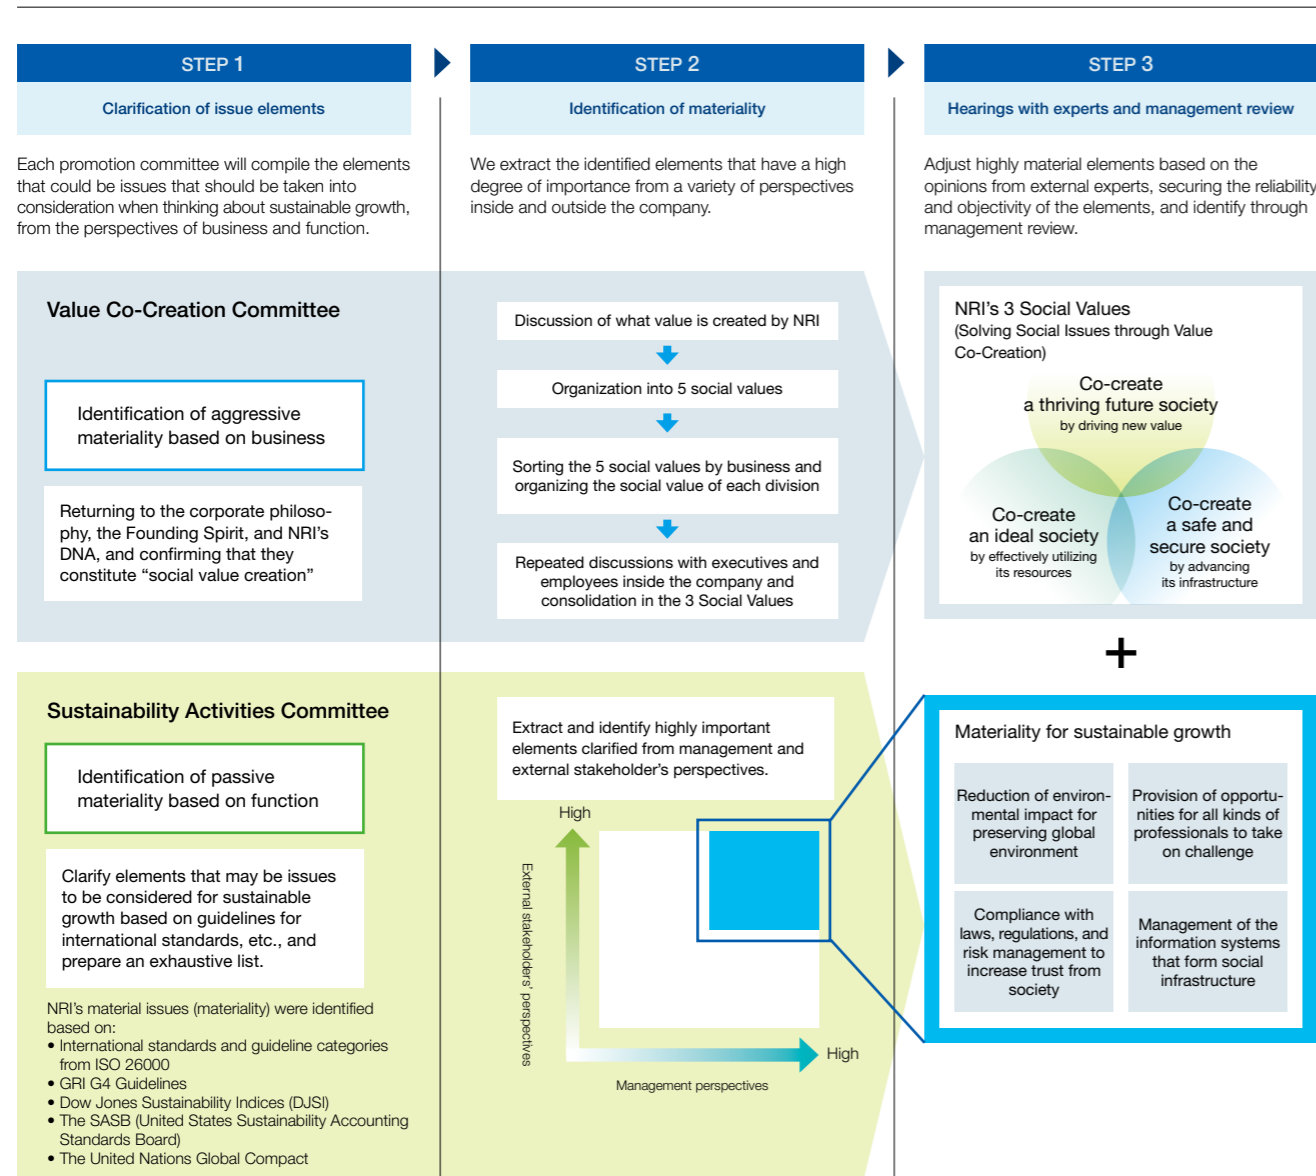 STEP 1
Clarification of issue elements
Each promotion committee will compile the elements
that could be issues that should be taken into
consideration when thinking about sustainable growth,
from the perspectives of business and function.
STEP 2
Identification of materiality
We extract the identified elements that have a high
degree of importance from a variety of perspectives
inside and outside the company.
STEP 3
Hearings with experts and management review
Adjust highly material elements based on the
opinions from external experts, securing the reliability
and objectivity of the elements, and identify through
management review.
Value Co-Creation Committee
Identification of aggressive
materiality based on business
Returning to the corporate philoso-
phy, the Founding Spirit, and NRI's
DNA, and confirming that they
constitute “social value creation”
Discussion of what value is created by NRI
Organization into 5 social values
Sorting the 5 social values by business and
organizing the social value of each division
Repeated discussions with executives and
employees inside the company and
consolidation in the 3 Social Values
NRI's 3 Social Values
(Solving Social Issues through Value
Co-Creation)
Co-create
a thriving future society
by driving new value
Co-create
an ideal society
by effectively utilizing
its resources
Co-create
a safe and
secure society
by advancing
its infrastructure
+
Sustainability Activities Committee
Identification of passive
materiality based on function
Clarify elements that may be issues
to be considered for sustainable
growth based on guidelines for
international standards, etc., and
prepare an exhaustive list.
NRI's material issues (materiality) were identified
based on:
• International standards and guideline categories
from ISO 26000
• GRI G4 Guidelines
• Dow Jones Sustainability Indices (DJSI)
• The SASB (United States Sustainability Accounting
Standards Board)
• The United Nations Global Compact
Extract and identify highly important
elements clarified from management and
external stakeholder's perspectives.
High
External stakeholders' perspectives
High
Management perspectives
Materiality for sustainable growth
Reduction of environ-
mental impact for
preserving global
environment
Provision of opportu-
nities for all kinds of
professionals to take
on challenge
Compliance with
laws, regulations, and
risk management to
increase trust from
society
Management of the
information systems
that form social
infrastructure